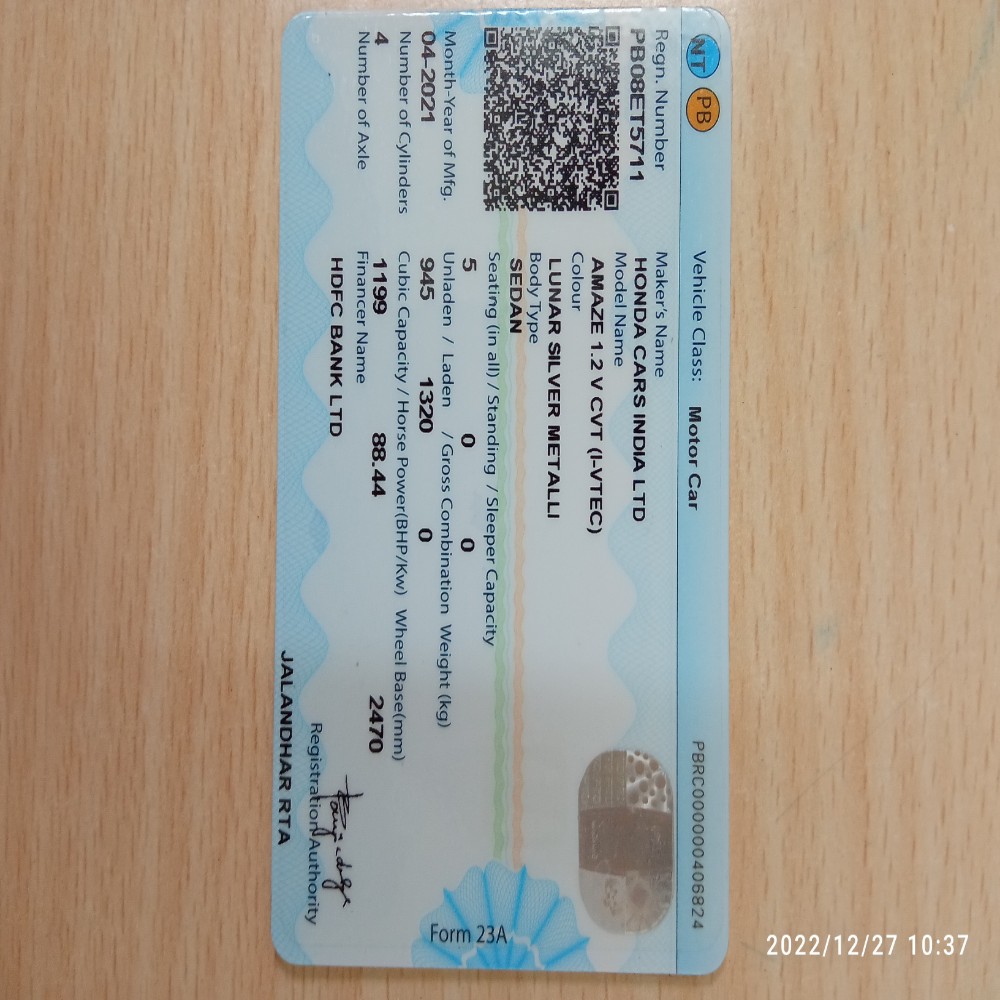 NT PB Vehicle Class: Motor Car PBRC00000406824
Regn. Number
PB08ET5711
Maker's Name
HONDA CARS INDIA LTD
Model Name
AMAZE 1.2 V CVT (I-VTEC)
Colour
LUNAR SILVER METALLI
Body Type
SEDAN
Seating (in all) / Standing / Sleeper Capacity
5 0 0
Month-Year of Mfg.
04-2021
Unladen / Laden / Gross Combination Weight (kg)
945 1320 0
Number of Cylinders
4
Cubic Capacity / Horse Power(BHP/Kw) Wheel Base(mm)
1199 88.44 2470
Number of Axle
Financer Name
HDFC BANK LTD
Registration Authority
JALANDHAR RTA
Form 23A
2022/12/27 10:37